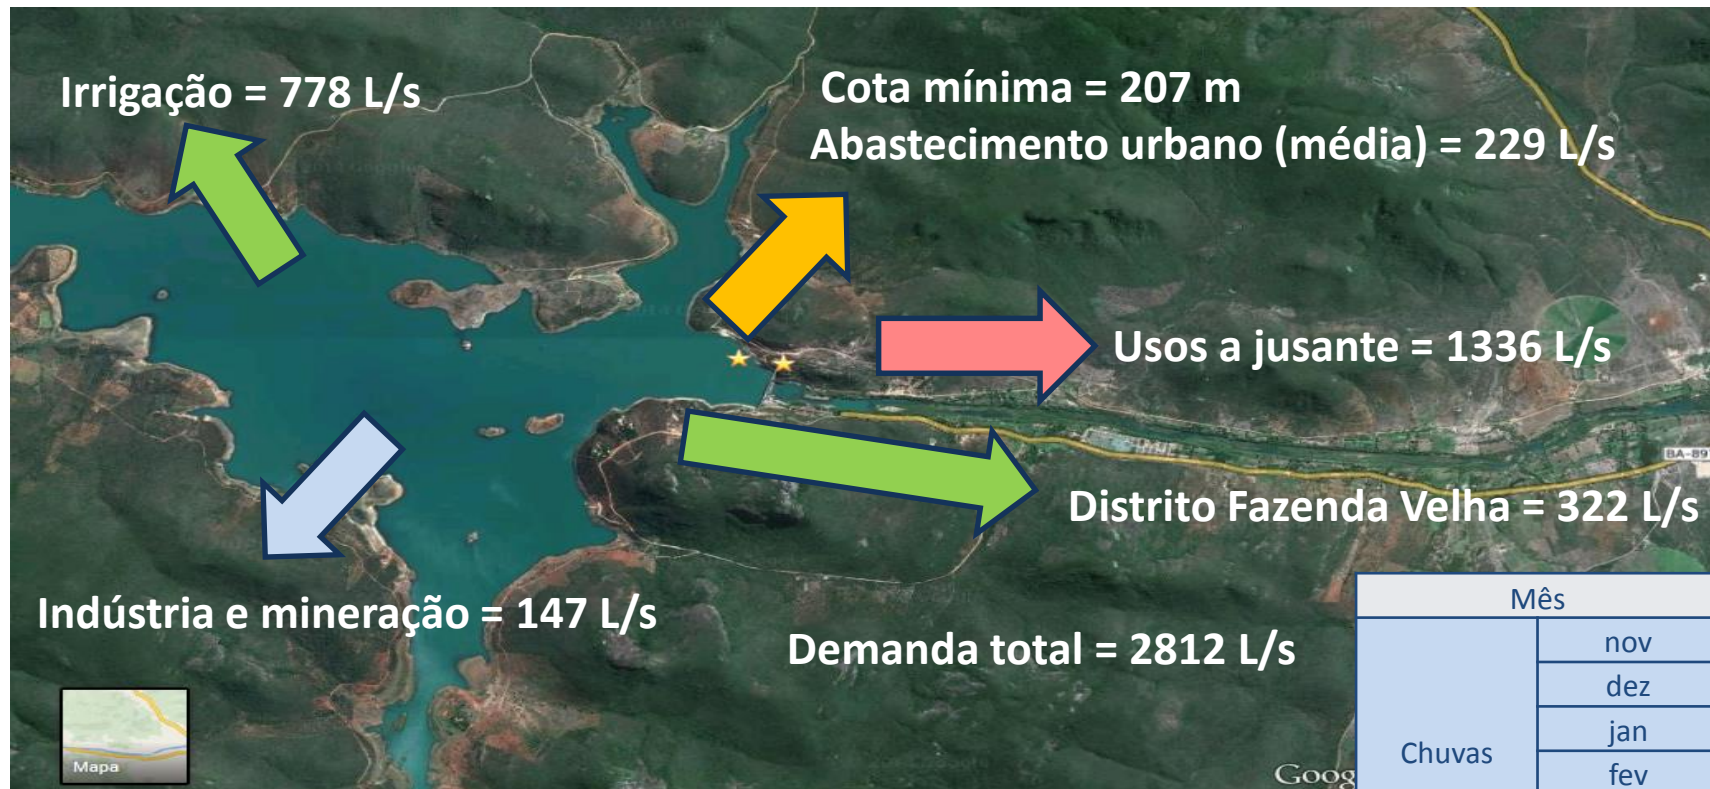 Irrigação = 778 L/s
Cota mínima = 207 m
Abastecimento urbano (média) = 229 L/s
Usos a jusante = 1336 L/s
BA-89
Distrito Fazenda Velha = 322 L/s
Indústria e mineração = 147 L/s
Demanda total = 2812 L/s
Mês
nov
dez
jan
Chuvas
fev
Mapa
Goog